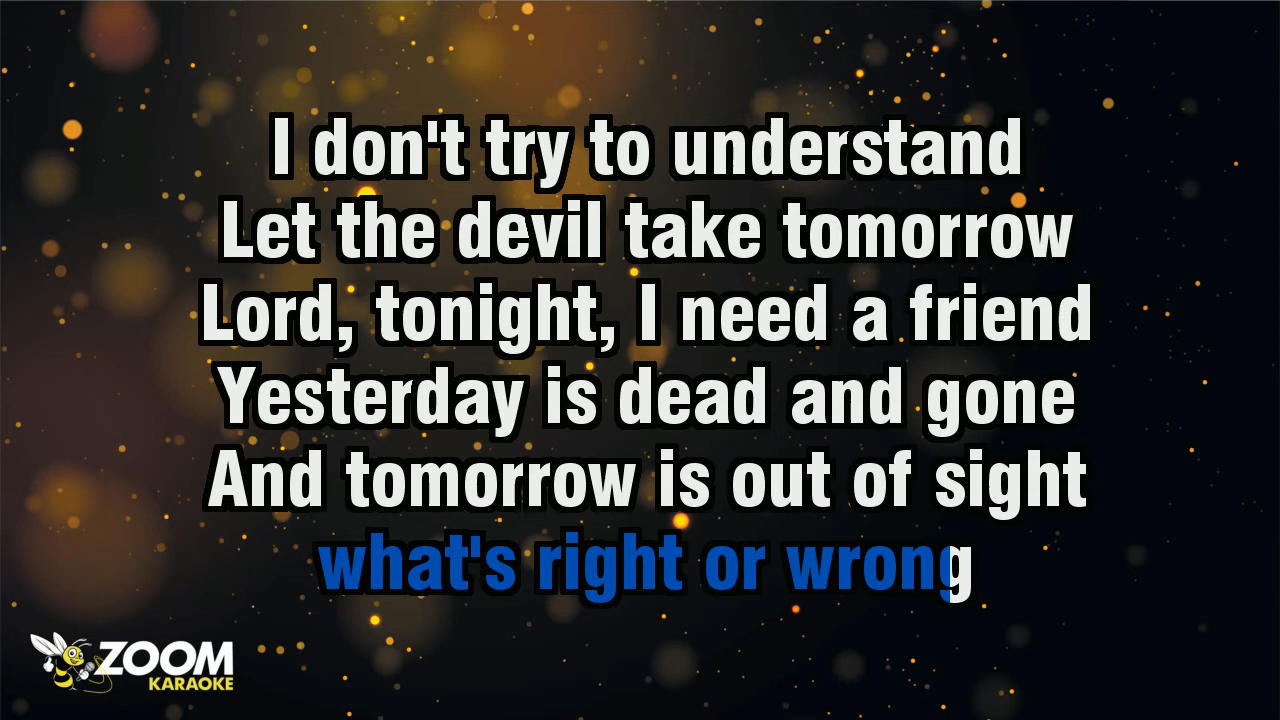 I don't try to understand
Let the devil take tomorrow
Lord, tonight, I need a friend
Yesterday is dead and gone
And tomorrow is out of sight
what's right or wrong
ZOOM
KARAOKE